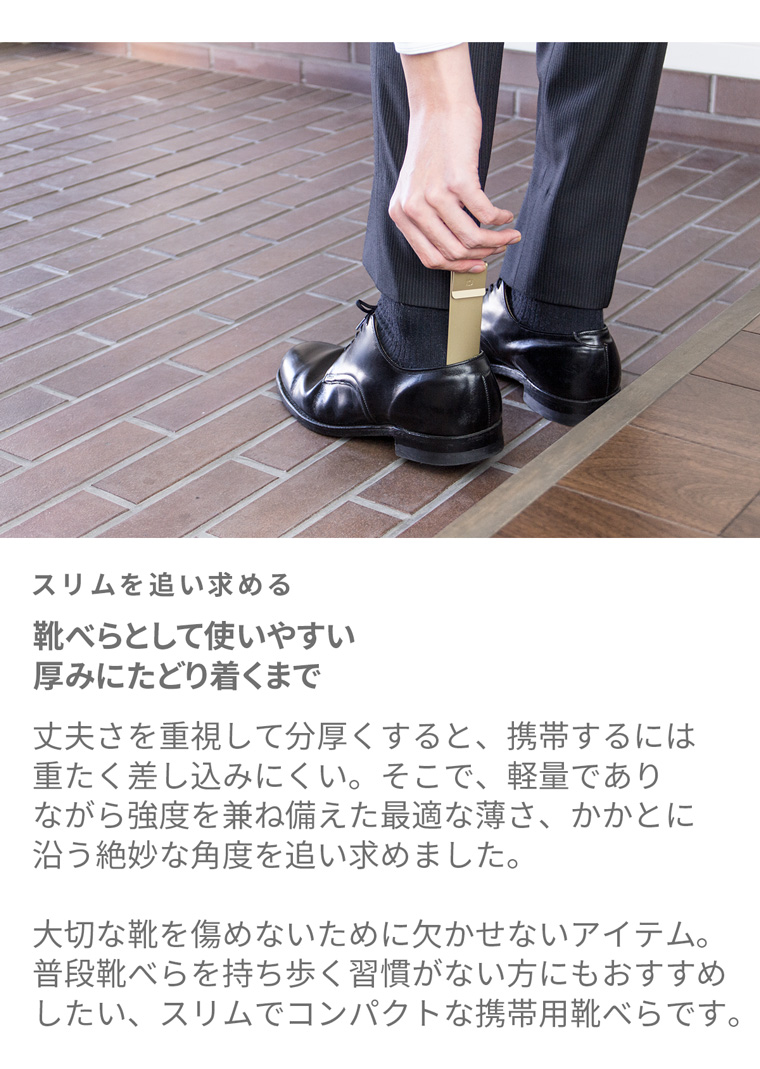 スリムを追い求める
靴べらとして使いやすい
厚みにたどり着くまで
丈夫さを重視して分厚くすると、携帯するには
重たく差し込みにくい。そこで、軽量であり
ながら強度を兼ね備えた最適な薄さ、かかとに
沿う絶妙な角度を追い求めました。
大切な靴を傷めないために欠かせないアイテム。
普段靴べらを持ち歩く習慣がない方にもおすすめ
したい、スリムでコンパクトな携帯用靴べらです。